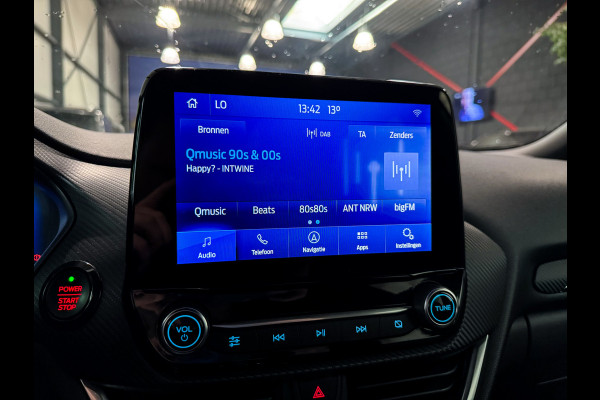 LO 13:42 13°
Bronnen DAB TA Zenders
Qmusic 90s & 00s
Happy? - INTWINE
Qmusic Beats 80s80s ANT NRW bigFM
Audio Telefoon Navigatie Apps Instellingen
POWER
START
STOP
VOL
TUNE